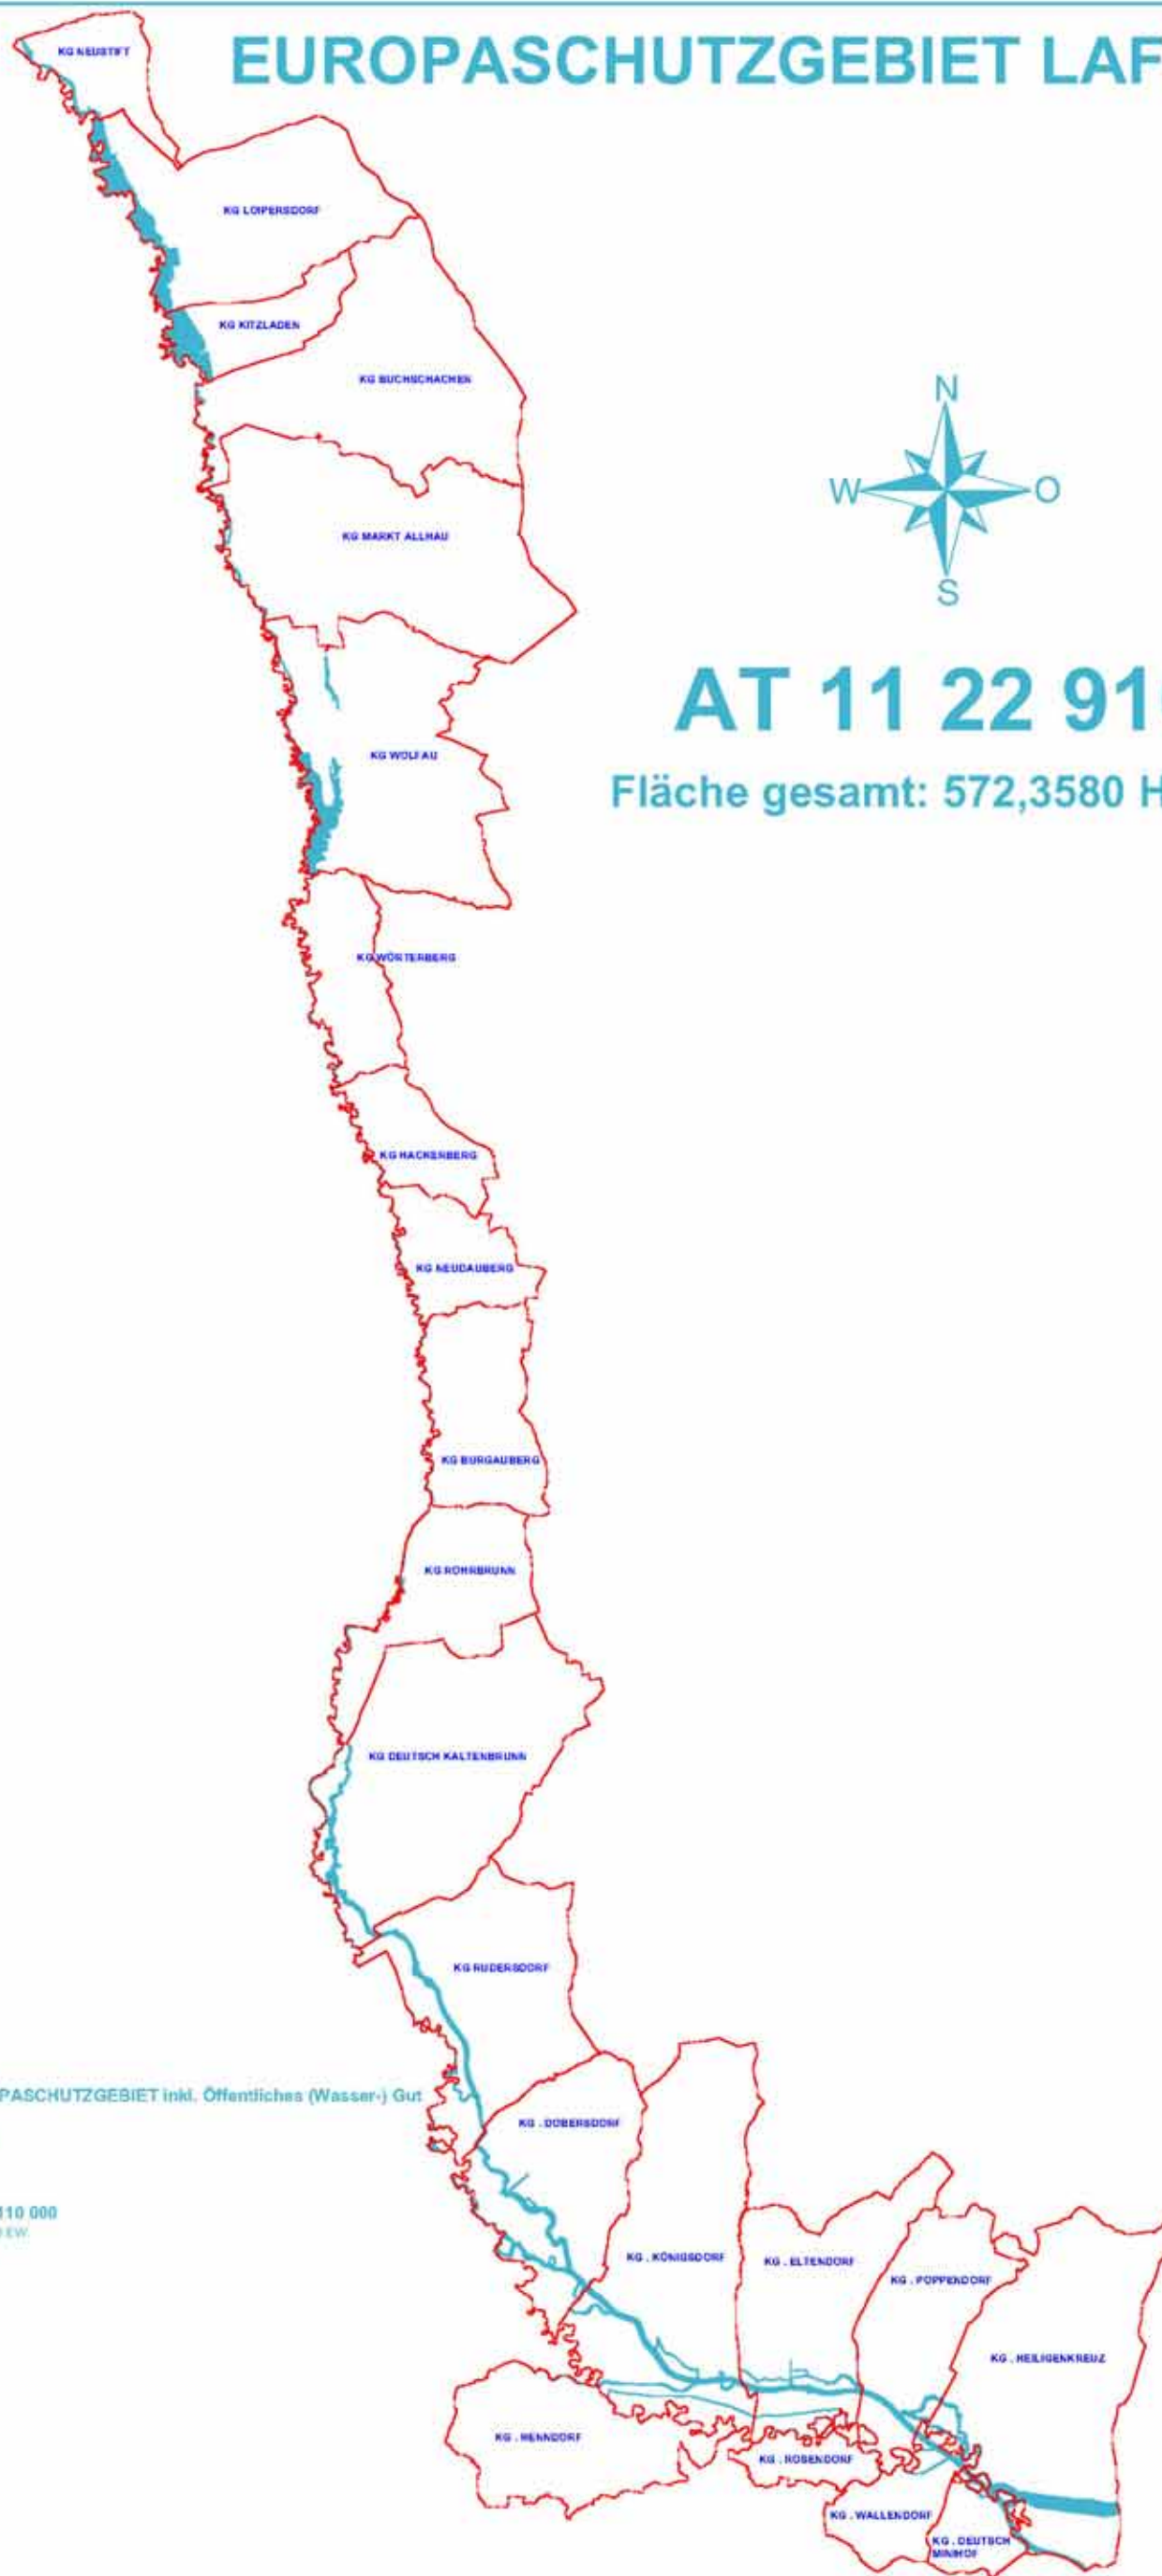 EUROPASCHUTZGEBIET LAF
KG NEUSTIFT
KG LOIPERSDORF
KG KITZLADEN
KG BUCHSCHACHEN
N
W
O
S
KG MARKT ALLHAU
AT 11 22 91
KG WOLFAU
Fläche gesamt: 572,3580 H
KG WÖRTERBERG
KG HACKERBERG
KG NEUDAUBERG
KG BURGAUBERG
KG ROHRBRUNN
KG DEUTSCH KALTENBRUNN
KG RUDERSDORF
PASCHUTZGEBIET inkl. Öffentliches (Wasser-) Gut
KG . DOBERSDORF
110 000
EW.
KG . KÖNIGSDORF
KG . ELTENDORF
KG . POPPENDORF
KG . HEILIGENKREUZ
KG . HENNDORF
KG . ROSENDORF
KG . WALLENDORF
KG . DEUTSCH
MINIHOF